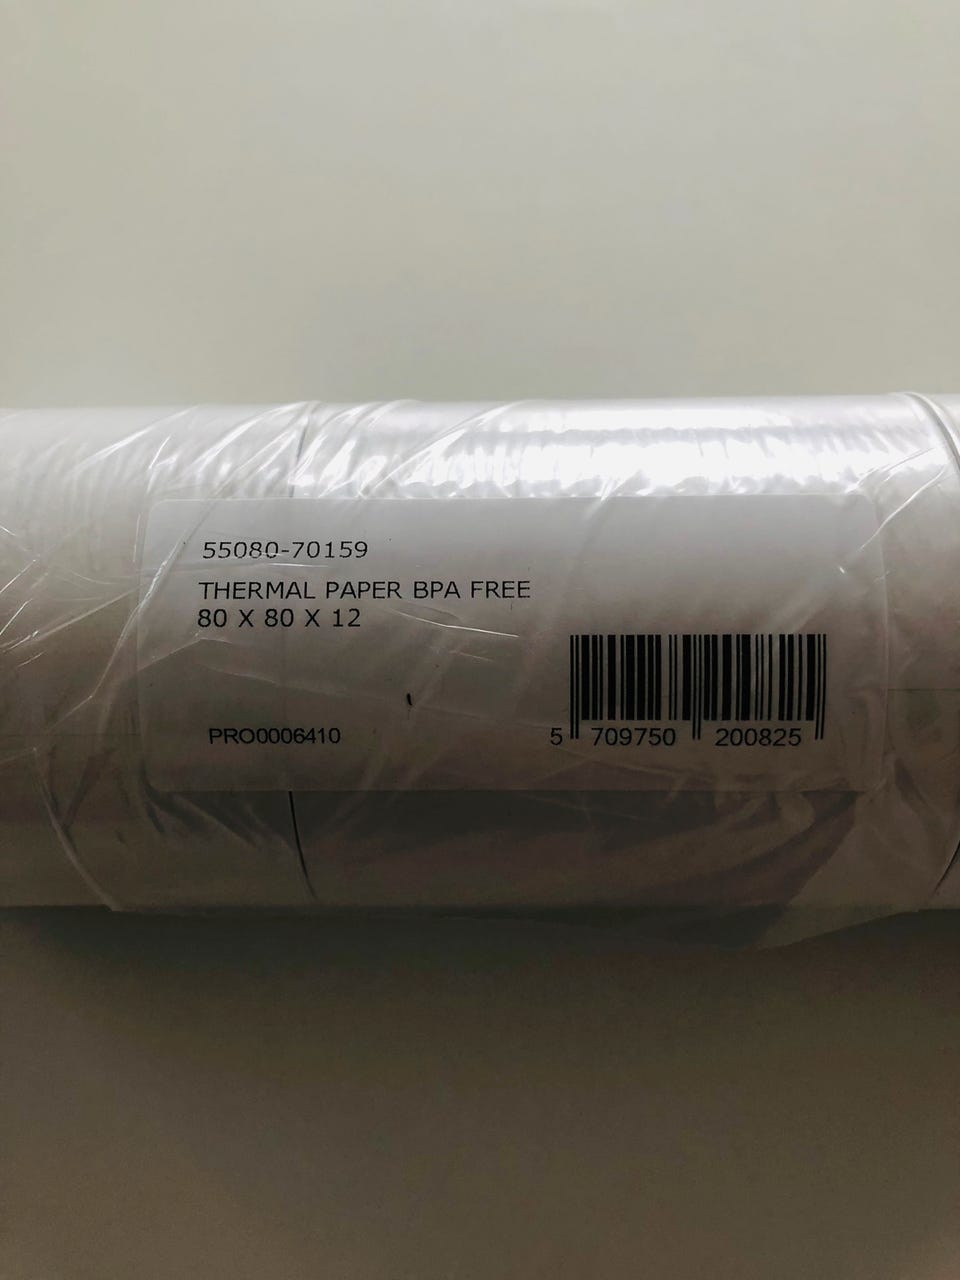 55080-70159
THERMAL PAPER BPA FREE
80 X 80 X 12
PRO0006410
5 709750 200825